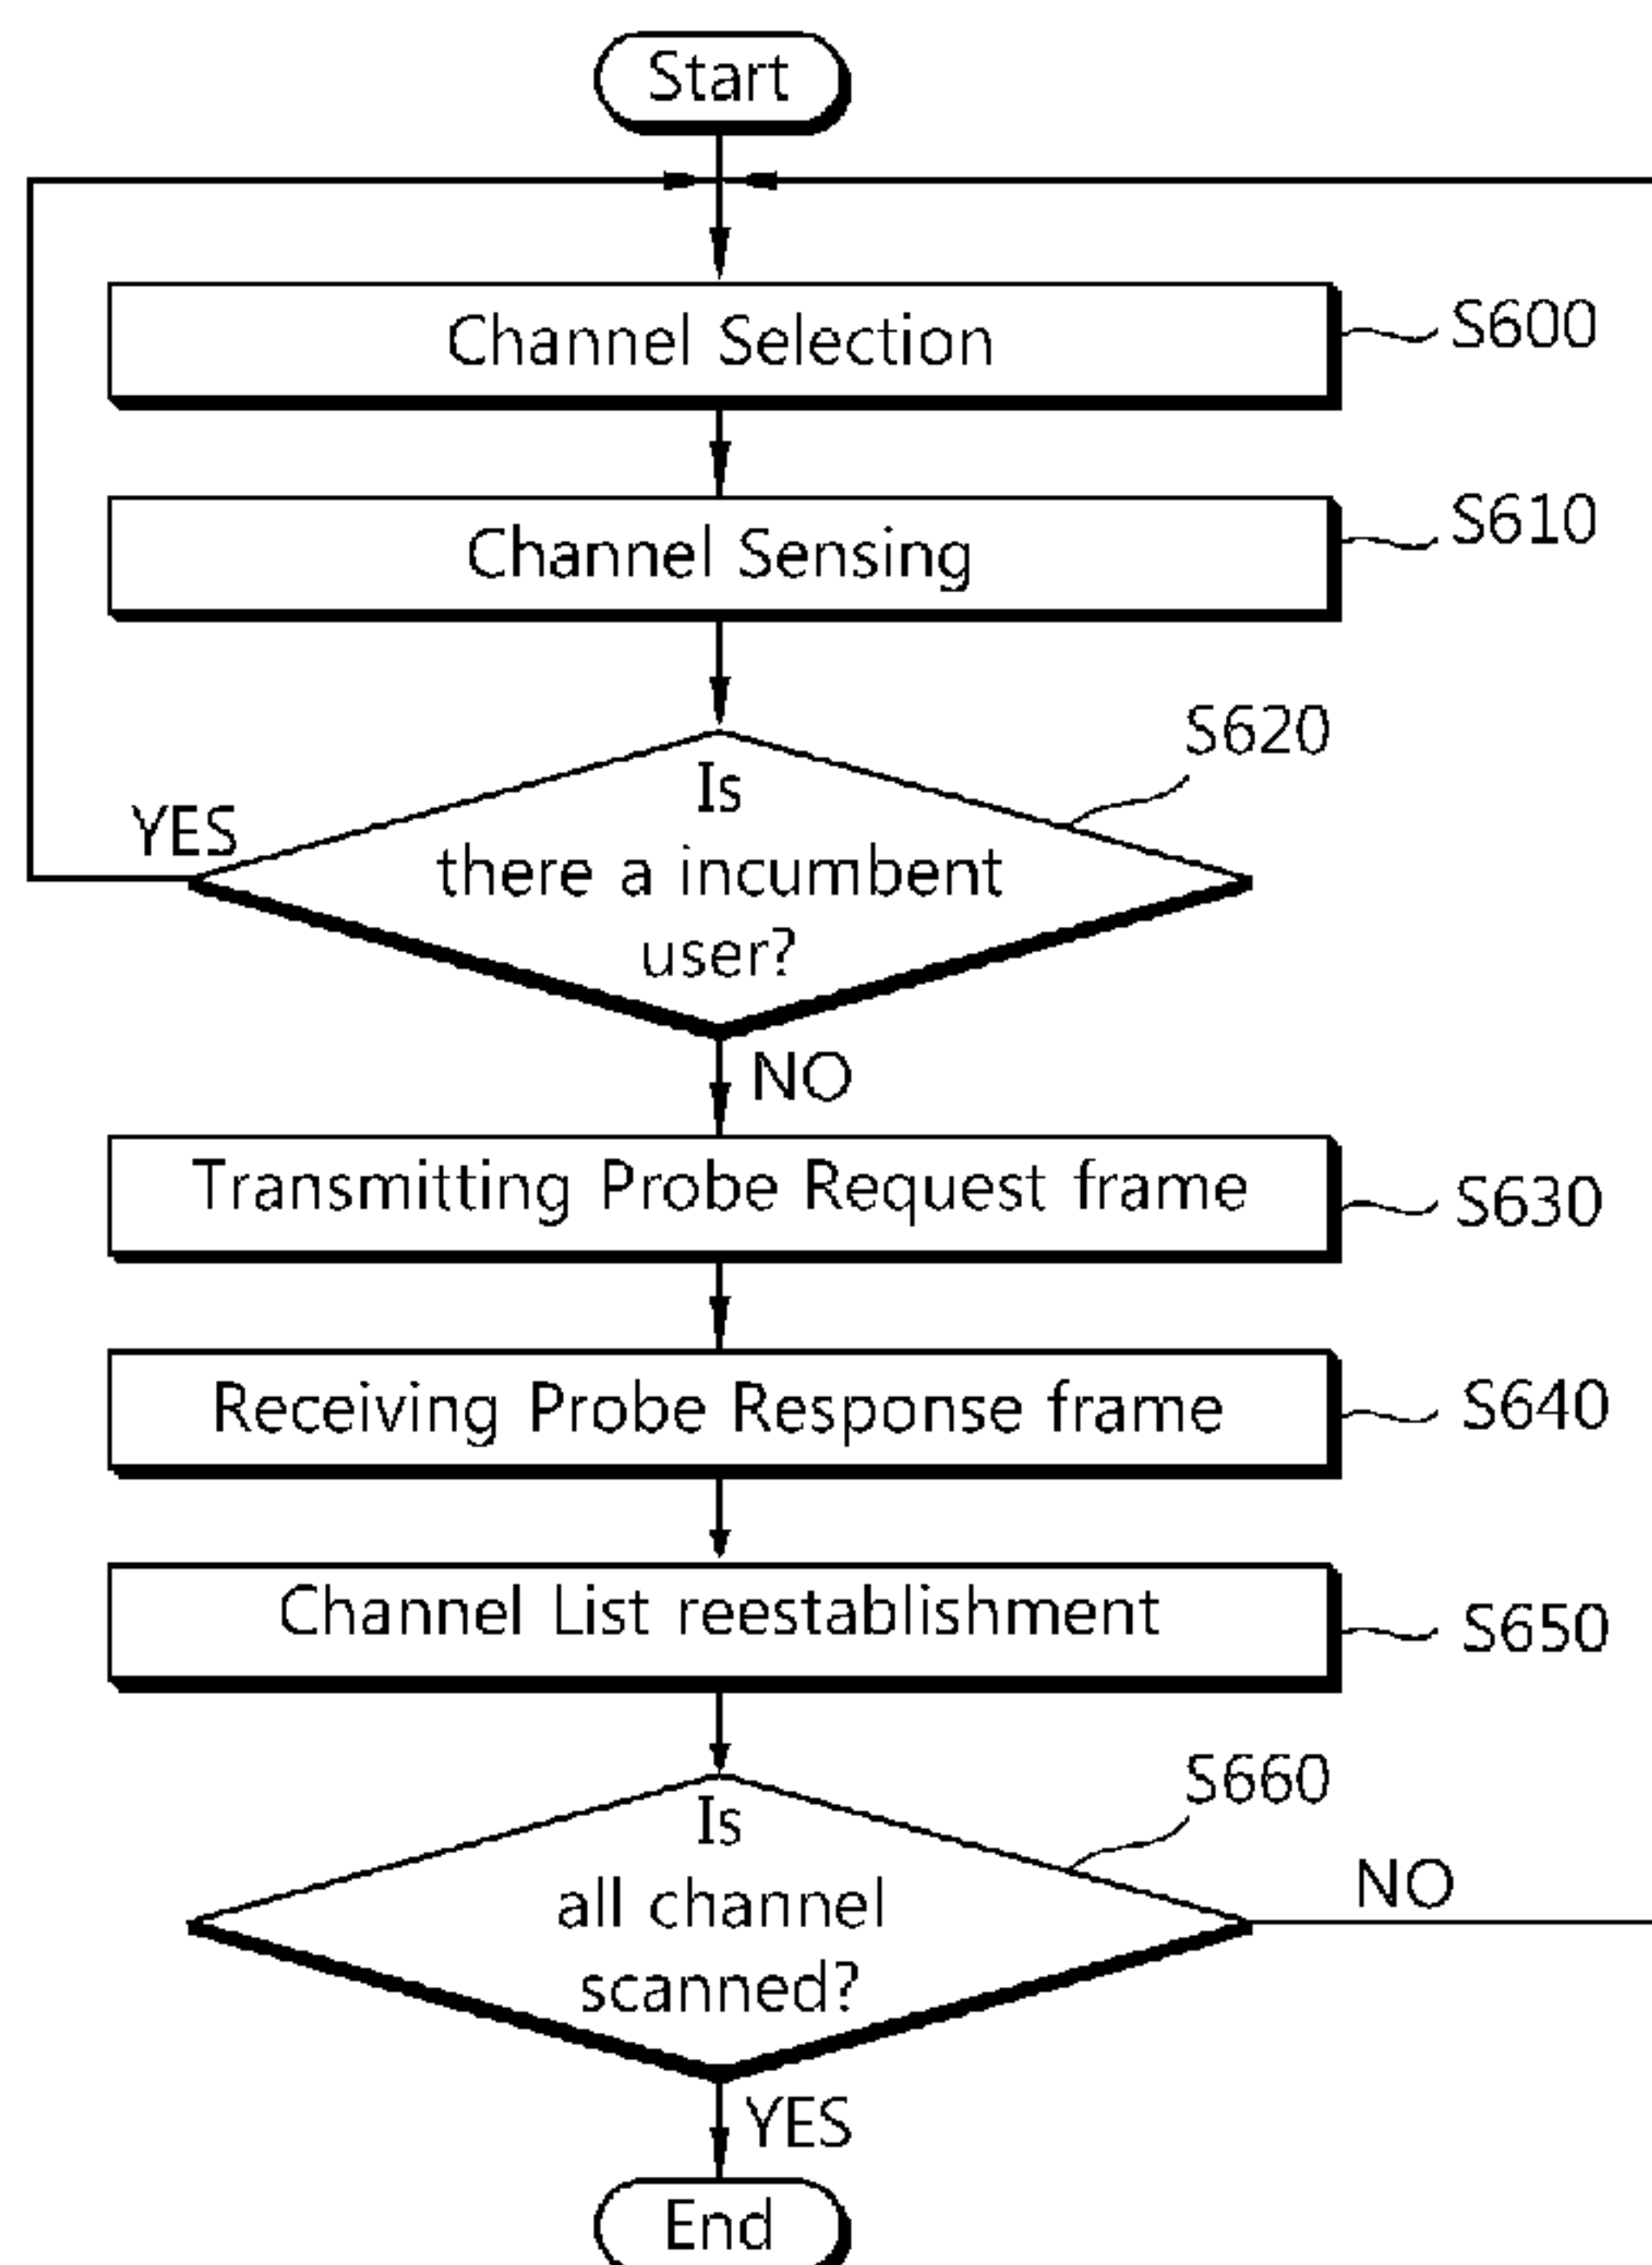 Start
Channel Selection
S600
Channel Sensing
S610
S620
Is
there a incumbent
user?
YES
NO
Transmitting Probe Request frame
S630
Receiving Probe Response frame
S640
Channel List reestablishment
S650
S660
Is
all channel
scanned?
NO
YES
End